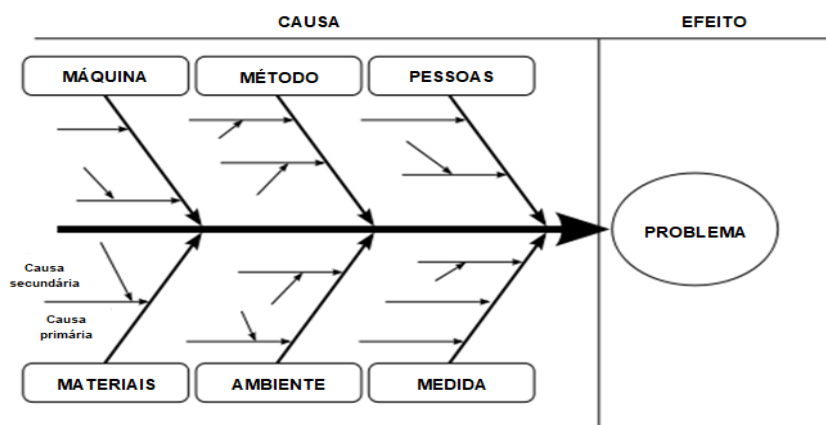 CAUSA
EFEITO
MÁQUINA
MÉTODO
PESSOAS
PROBLEMA
Causa
secundária
Causa
primária
MATERIAIS
AMBIENTE
MEDIDA